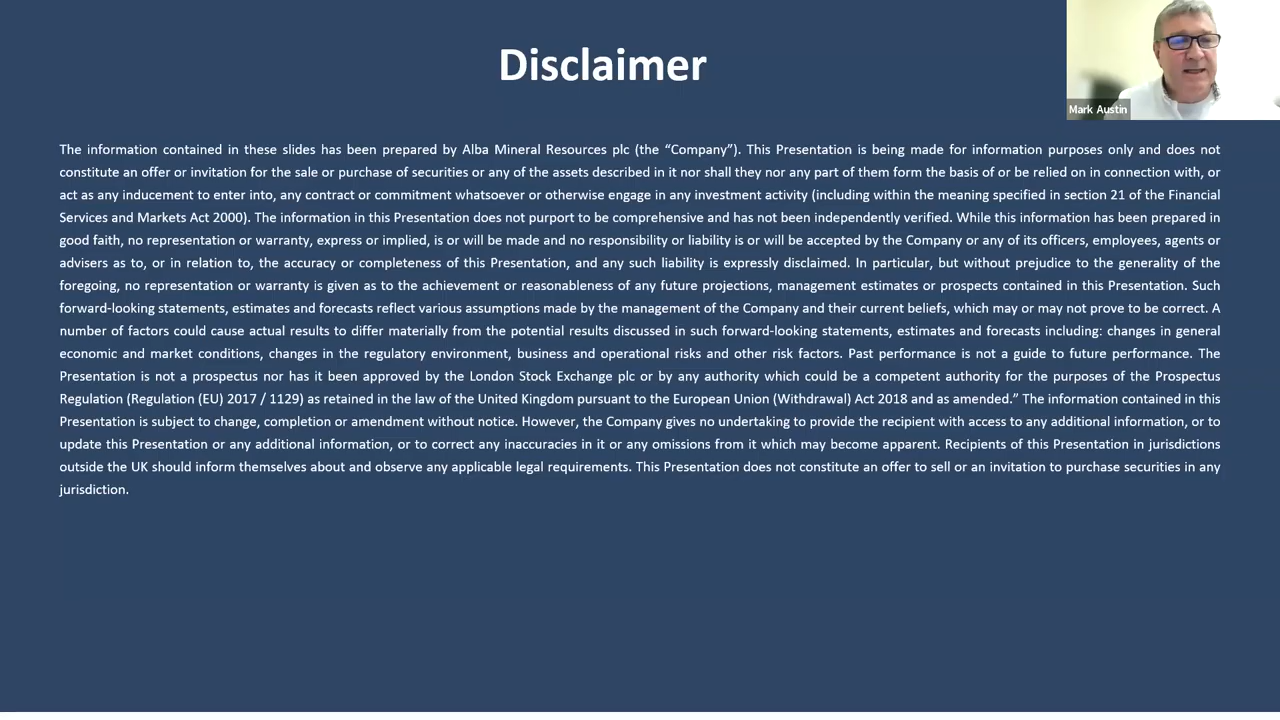 Disclaimer
Mark Austin
The information contained in these slides has been prepared by Alba Mineral Resources plc (the “Company”). This Presentation is being made for information purposes only and does not
constitute an offer or invitation for the sale or purchase of securities or any of the assets described in it nor shall they nor any part of them form the basis of or be relied on in connection with, or
act as any inducement to enter into, any contract or commitment whatsoever or otherwise engage in any investment activity (including within the meaning specified in section 21 of the Financial
Services and Markets Act 2000). The information in this Presentation does not purport to be comprehensive and has not been independently verified. While this information has been prepared in
good faith, no representation or warranty, express or implied, is or will be made and no responsibility or liability is or will be accepted by the Company or any of its officers, employees, agents or
advisers as to, or in relation to, the accuracy or completeness of this Presentation, and any such liability is expressly disclaimed. In particular, but without prejudice to the generality of the
foregoing, no representation or warranty is given as to the achievement or reasonableness of any future projections, management estimates or prospects contained in this Presentation. Such
forward-looking statements, estimates and forecasts reflect various assumptions made by the management of the Company and their current beliefs, which may or may not prove to be correct. A
number of factors could cause actual results to differ materially from the potential results discussed in such forward-looking statements, estimates and forecasts including: changes in general
economic and market conditions, changes in the regulatory environment, business and operational risks and other risk factors. Past performance is not a guide to future performance. The
Presentation is not a prospectus nor has it been approved by the London Stock Exchange plc or by any authority which could be a competent authority for the purposes of the Prospectus
Regulation (Regulation (EU) 2017 / 1129) as retained in the law of the United Kingdom pursuant to the European Union (Withdrawal) Act 2018 and as amended.” The information contained in this
Presentation is subject to change, completion or amendment without notice. However, the Company gives no undertaking to provide the recipient with access to any additional information, or to
update this Presentation or any additional information, or to correct any inaccuracies in it or any omissions from it which may become apparent. Recipients of this Presentation in jurisdictions
outside the UK should inform themselves about and observe any applicable legal requirements. This Presentation does not constitute an offer to sell or an invitation to purchase securities in any
jurisdiction.